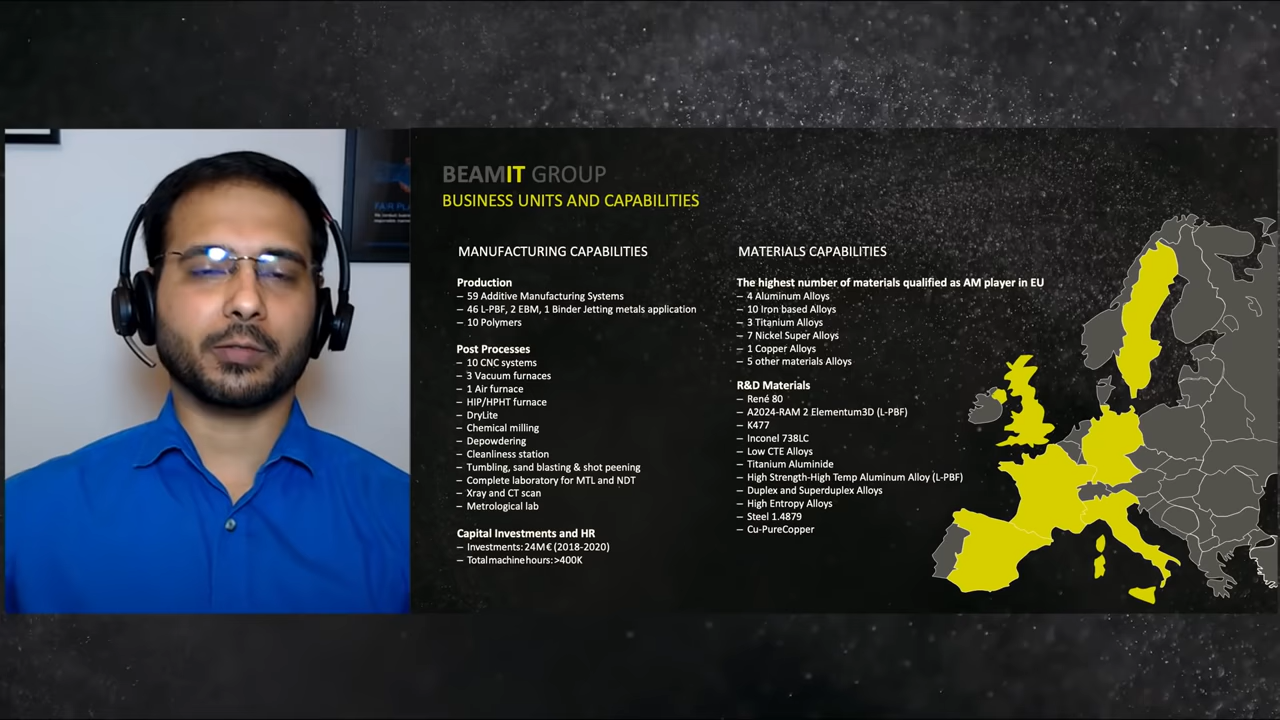 FAIR PL
BEAMIT GROUP
BUSINESS UNITS AND CAPABILITIES
MANUFACTURING CAPABILITIES
Production
– 59 Additive Manufacturing Systems
– 46 L-PBF, 2 EBM, 1 Binder Jetting metals application
– 10 Polymers
Post Processes
– 10 CNC systems
– 3 Vacuum furnaces
– 1 Air furnace
– HIP/HPHT furnace
– DryLite
– Chemical milling
– Depowdering
– Cleanliness station
– Tumbling, sand blasting & shot peening
– Complete laboratory for MTL and NDT
– Xray and CT scan
– Metrological lab
Capital Investments and HR
– Investments: 24M€ (2018-2020)
– Total machine hours: >400K
MATERIALS CAPABILITIES
The highest number of materials qualified as AM player in EU
– 4 Aluminum Alloys
– 10 Iron based Alloys
– 3 Titanium Alloys
– 7 Nickel Super Alloys
– 1 Copper Alloys
– 5 other materials Alloys
R&D Materials
– René 80
– A2024-RAM 2 Elementum3D (L-PBF)
– K477
– Inconel 738LC
– Low CTE Alloys
– Titanium Aluminide
– High Strength-High Temp Aluminum Alloy (L-PBF)
– Duplex and Superduplex Alloys
– High Entropy Alloys
– Steel 1.4879
– Cu-PureCopper